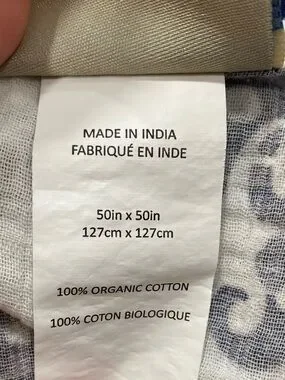 MADE IN INDIA
FABRIQUÉ EN INDE
50in x 50in
127cm x 127cm
100% ORGANIC COTTON
100% COTON BIOLOGIQUE